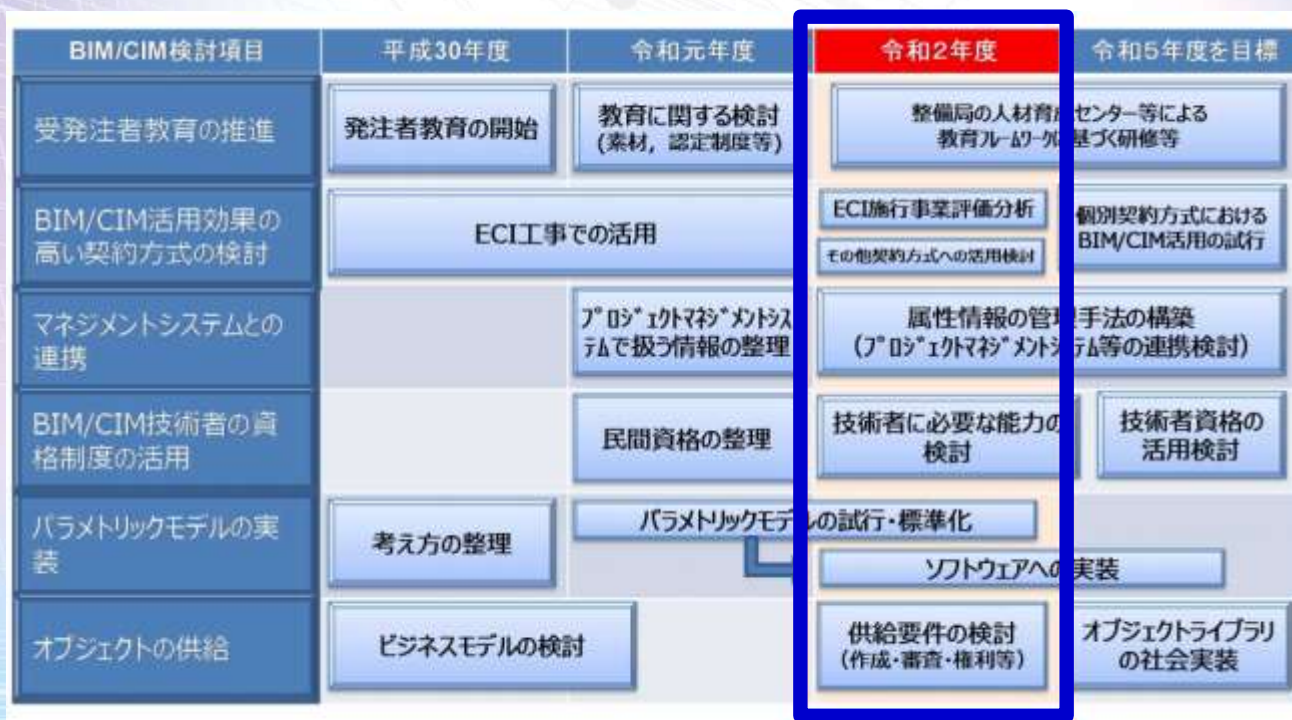 BIM/CIM検討項目
平成30年度
令和元年度
令和2年度
令和5年度を目標
受発注者教育の推進
発注者教育の開始
教育に関する検討
(素材，認定制度等)
整備局の人材育成センター等による
教育フレームワークに基づく研修等
BIM/CIM活用効果の
高い契約方式の検討
ECI工事での活用
ECI施行事業評価分析
その他契約方式への活用検討
個別契約方式における
BIM/CIM活用の試行
マネジメントシステムとの
連携
プロジェクトマネジメントシス
テムで扱う情報の整理
属性情報の管理手法の構築
(プロジェクトマネジメントシステム等の連携検討)
BIM/CIM技術者の資
格制度の活用
民間資格の整理
技術者に必要な能力の
検討
技術者資格の
活用検討
パラメトリックモデルの実
装
考え方の整理
パラメトリックモデルの試行・標準化
ソフトウェアへの実装
オブジェクトの供給
ビジネスモデルの検討
供給要件の検討
(作成・審査・権利等)
オブジェクトライブラリ
の社会実装